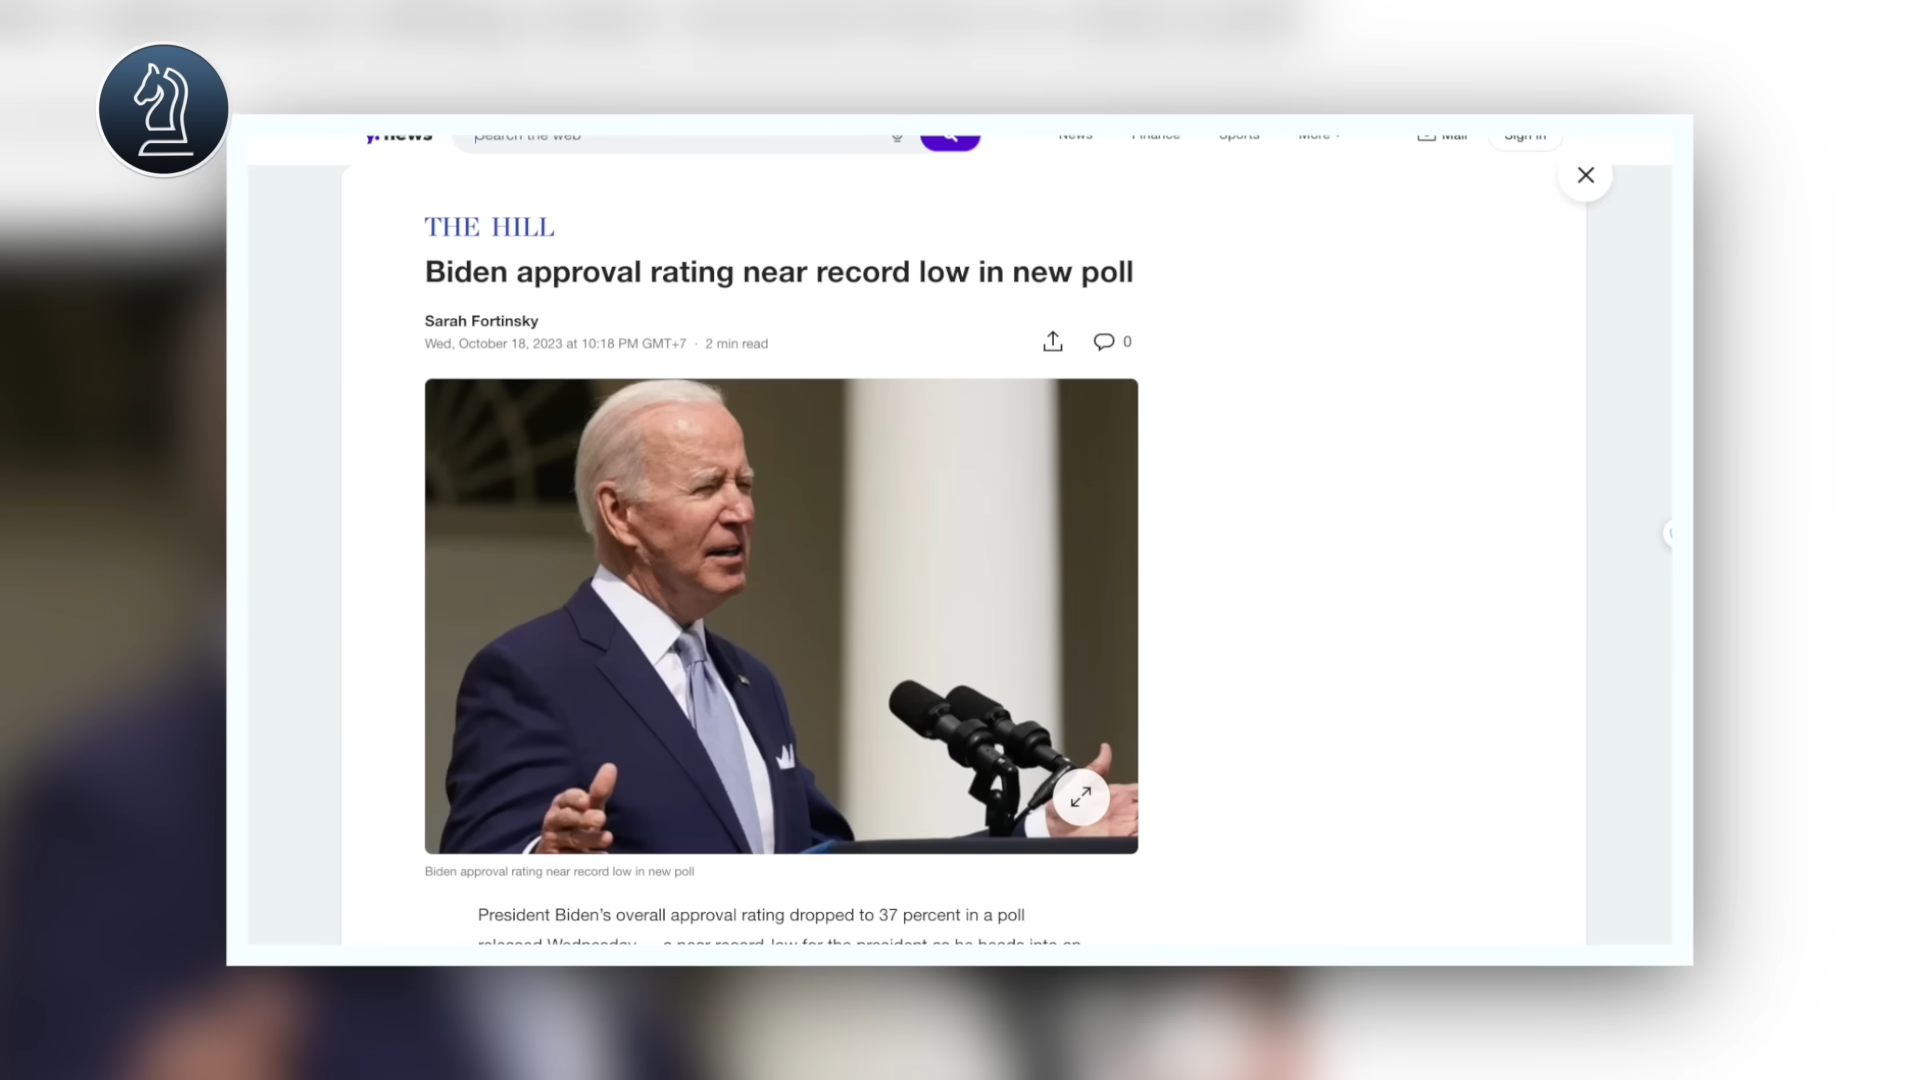 y! news Search the web News Finance Sports More Mail Sign in
THE HILL
Biden approval rating near record low in new poll
Sarah Fortinsky
Wed, October 18, 2023 at 10:18 PM GMT+7 · 2 min read
0
Biden approval rating near record low in new poll
President Biden’s overall approval rating dropped to 37 percent in a poll
released Wednesday — a near record-low for the president as he heads into an